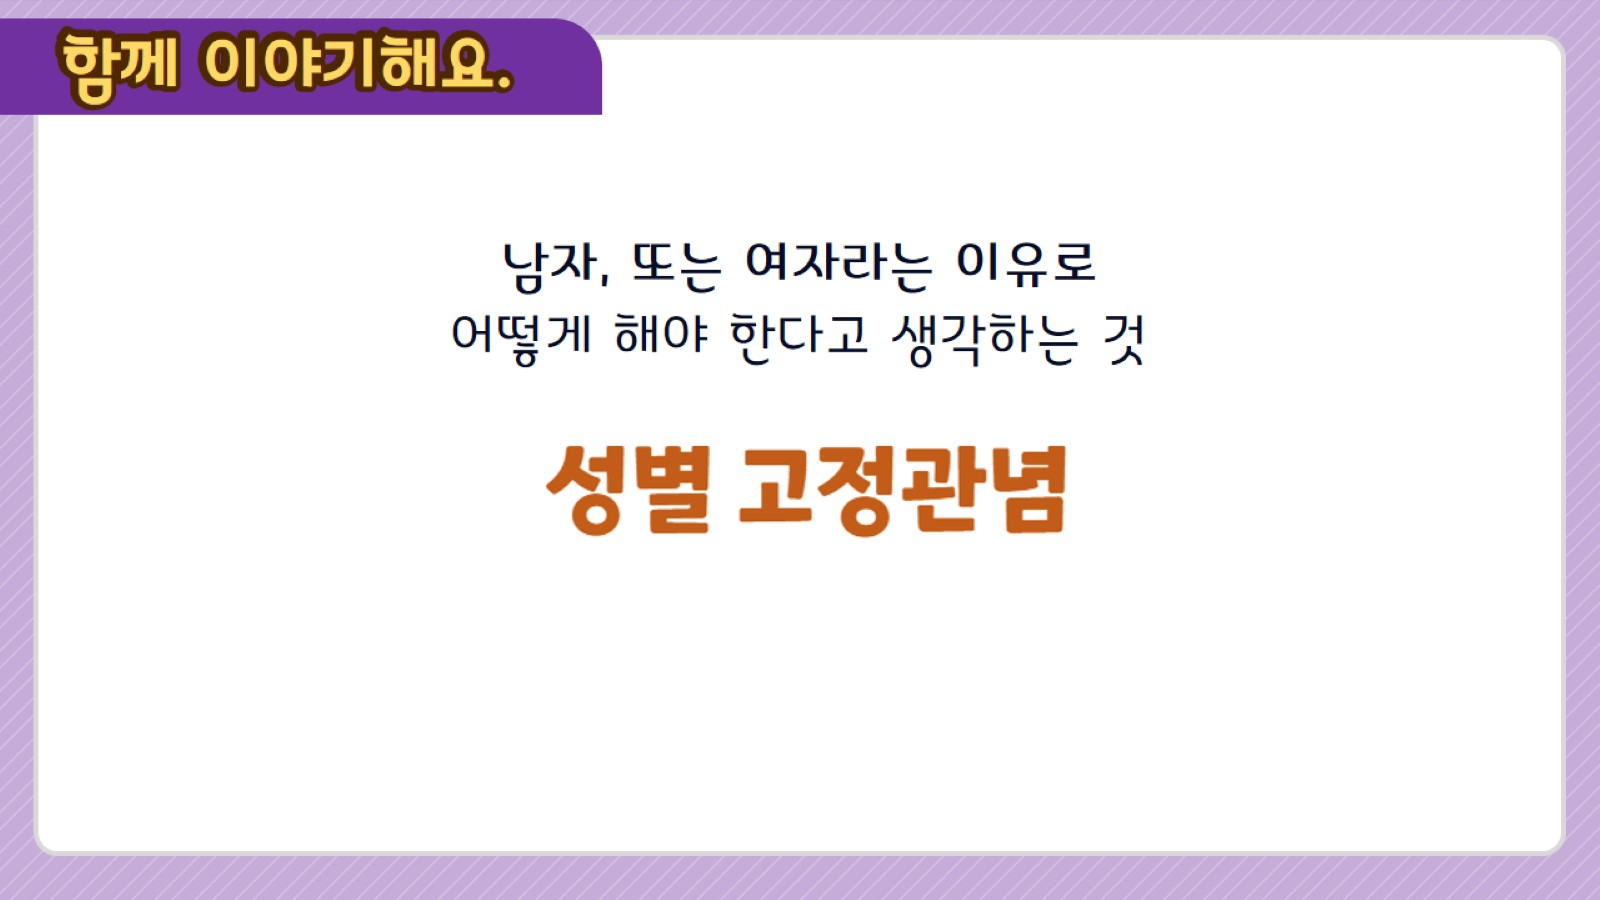 함께 이야기해요.
남자, 또는 여자라는 이유로
어떻게 해야 한다고 생각하는 것
성별 고정관념